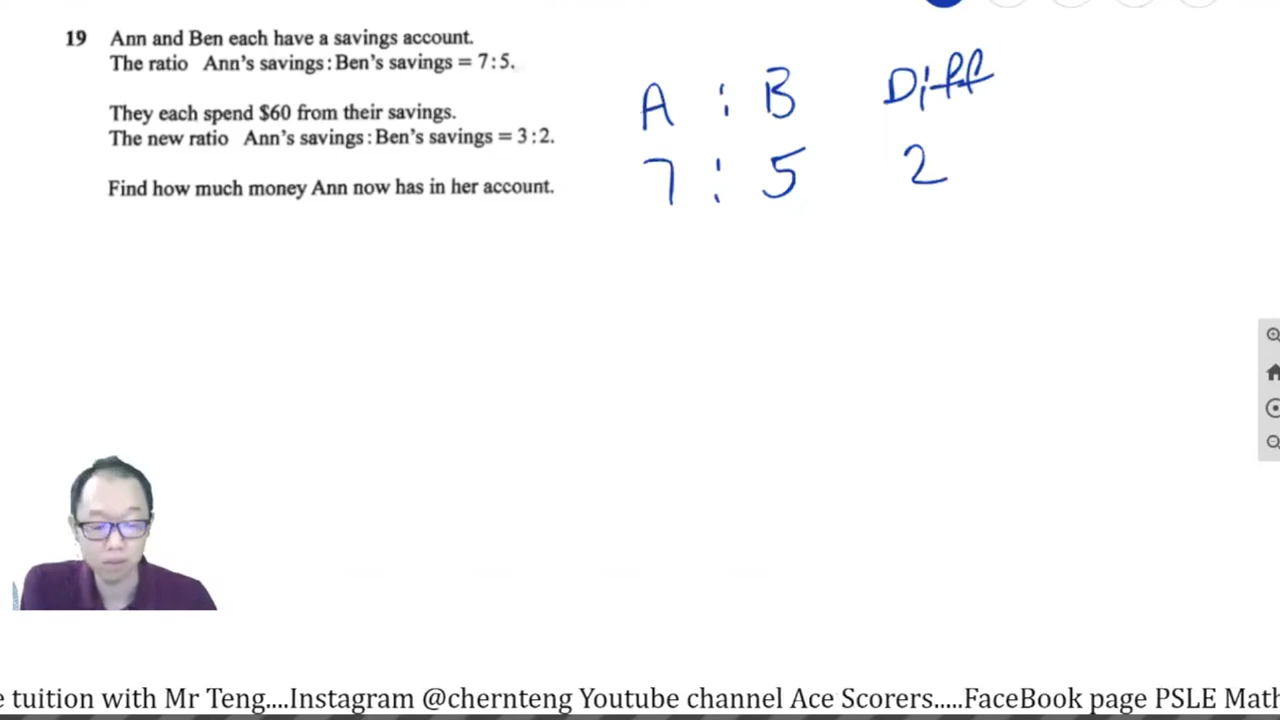 19 Ann and Ben each have a savings account.
The ratio Ann's savings : Ben's savings = 7 : 5.
They each spend $60 from their savings.
The new ratio Ann's savings : Ben's savings = 3 : 2.
Find how much money Ann now has in her account.
A : B Diff
7 : 5 2
e tuition with Mr Teng....Instagram @chernteng Youtube channel Ace Scorers.....FaceBook page PSLE Math